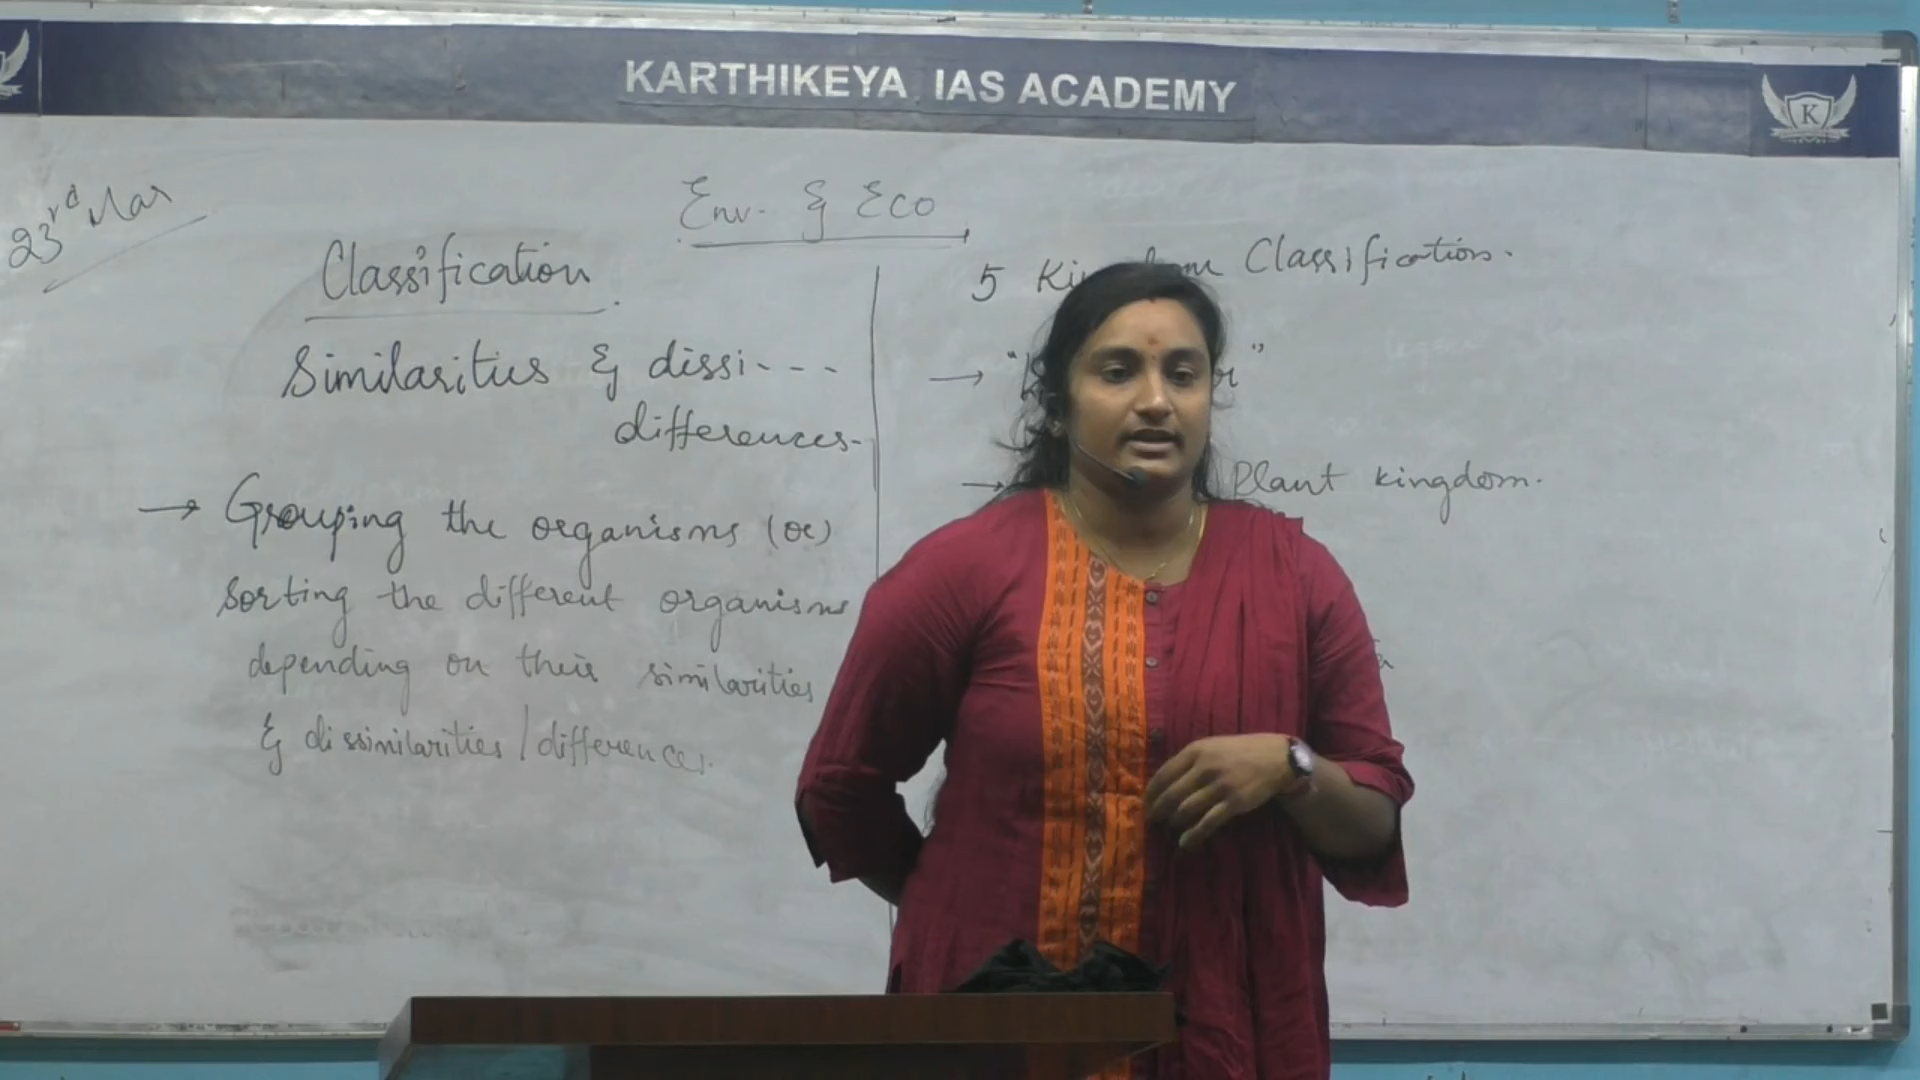 KARTHIKEYA IAS ACADEMY
K
23rd Mar
Env. & Eco
Classification
Similarities & dissi---
differences.
→ Grouping the organisms (or)
sorting the different organisms
depending on their similarities
& dissimilarities / differences.
5 Classification.
→
→ Plant kingdom.